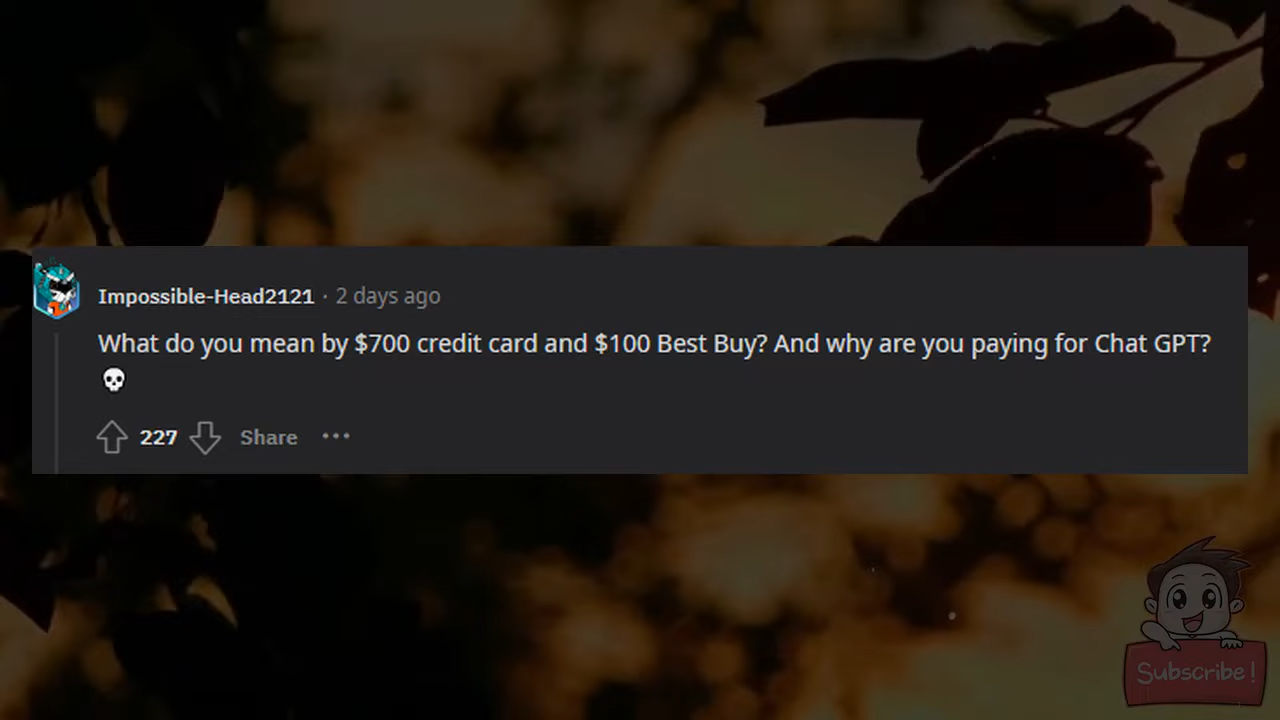 Impossible-Head2121 · 2 days ago
What do you mean by $700 credit card and $100 Best Buy? And why are you paying for Chat GPT?
💀
227 Share ...
Subscribe!